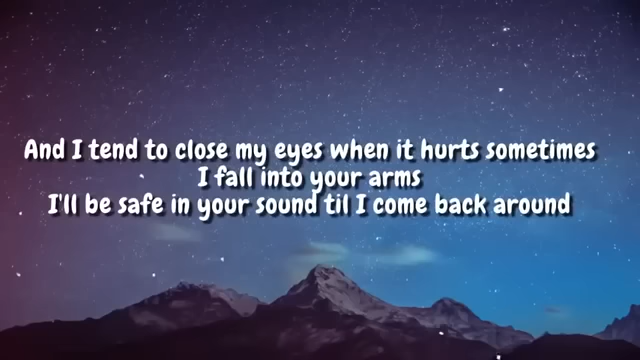 And I tend to close my eyes when it hurts sometimes
I fall into your arms
I'll be safe in your sound til I come back around